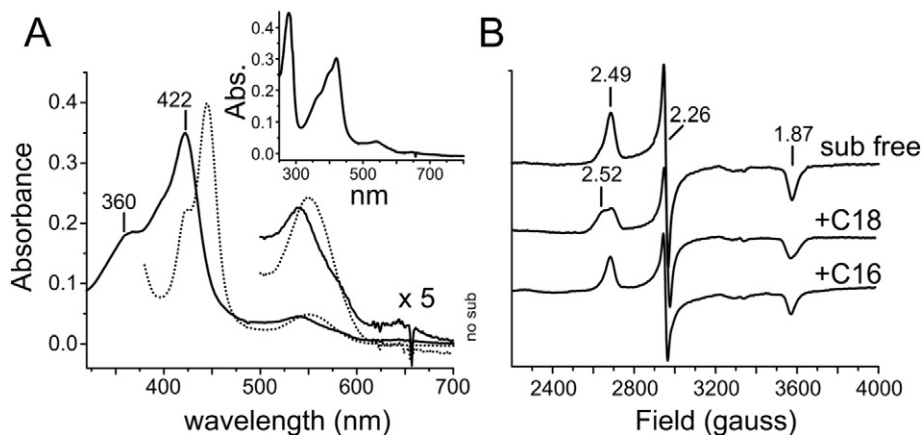 A
B
Absorbance
wavelength (nm)
0.0
0.1
0.2
0.3
0.4
400
500
600
700
360
422
x 5
no sub
Abs.
nm
0.0
0.1
0.2
0.3
0.4
300
500
700
2.49
2.26
1.87
sub free
2.52
+C18
+C16
2400
2800
3200
3600
4000
Field (gauss)